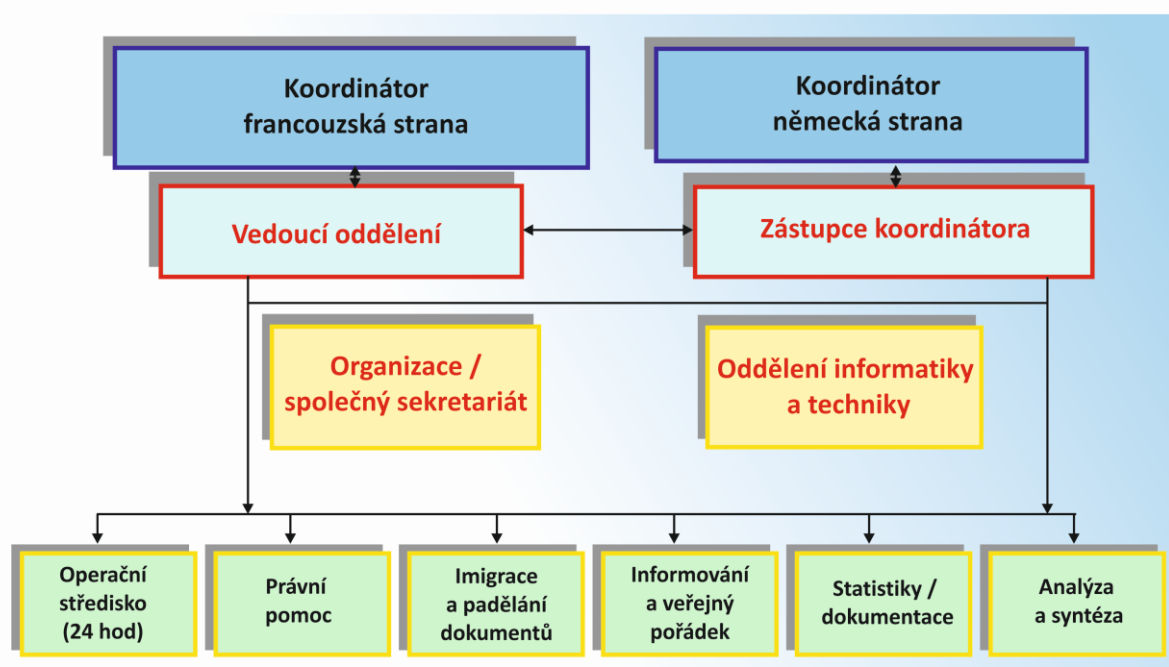 Koordinátor
francouzská strana
Koordinátor
německá strana
Vedoucí oddělení
Zástupce koordinátora
Organizace /
společný sekretariát
Oddělení informatiky
a techniky
Operační
středisko
(24 hod)
Právní
pomoc
Imigrace
a padělání
dokumentů
Informování
a veřejný
pořádek
Statistiky /
dokumentace
Analýza
a syntéza